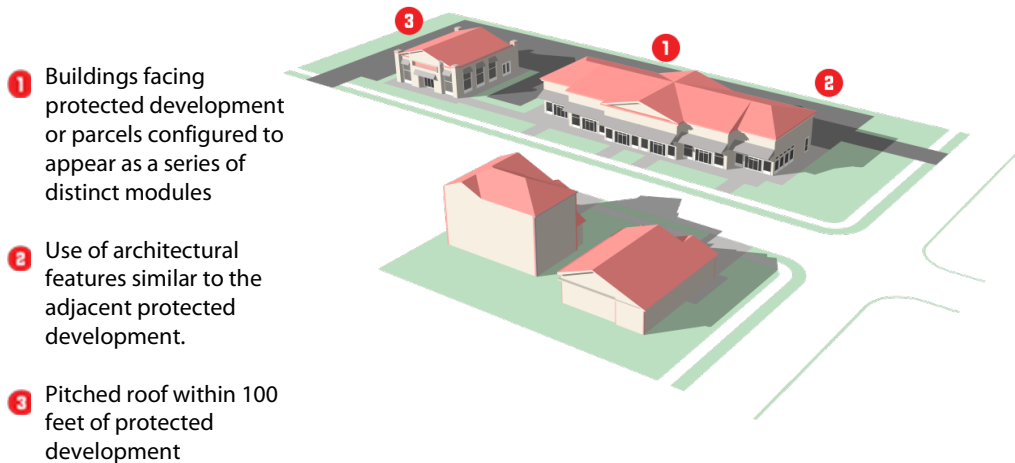 1 Buildings facing
protected development
or parcels configured to
appear as a series of
distinct modules
2 Use of architectural
features similar to the
adjacent protected
development.
3 Pitched roof within 100
feet of protected
development
3
1
2